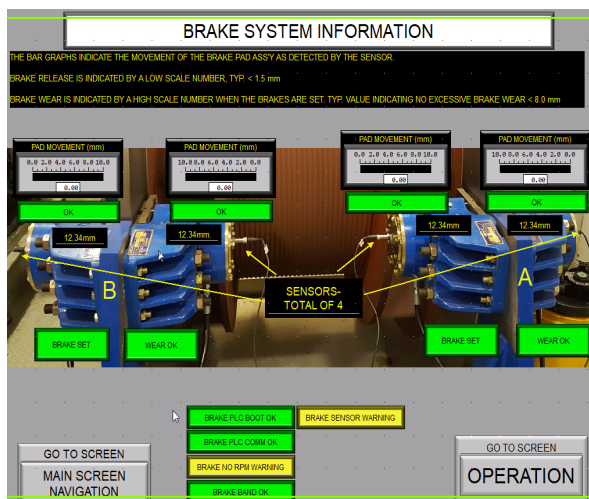 BRAKE SYSTEM INFORMATION
THE BAR GRAPHS INDICATE THE MOVEMENT OF THE BRAKE PAD ASS'Y AS DETECTED BY THE SENSOR.
BRAKE RELEASE IS INDICATED BY A LOW SCALE NUMBER, TYP. < 1.5 mm
BRAKE WEAR IS INDICATED BY A HIGH SCALE NUMBER WHEN THE BRAKES ARE SET. TYP. VALUE INDICATING NO EXCESSIVE BRAKE WEAR < 8.0 mm
PAD MOVEMENT (mm)
0.0 2.0 4.0 6.0 8.0 10.0
0.00
OK
PAD MOVEMENT (mm)
10.0 8.0 6.0 4.0 2.0 0.0
0.00
OK
PAD MOVEMENT (mm)
0.0 2.0 4.0 6.0 8.0 10.0
0.00
OK
PAD MOVEMENT (mm)
10.0 8.0 6.0 4.0 2.0 0.0
0.00
OK
12.34mm
12.34mm
12.34mm
12.34mm
B
SENSORS-
TOTAL OF 4
A
BRAKE SET
WEAR OK
BRAKE SET
WEAR OK
BRAKE PLC BOOT OK
BRAKE SENSOR WARNING
BRAKE PLC COMM OK
BRAKE NO RPM WARNING
BRAKE BAND OK
GO TO SCREEN
MAIN SCREEN
NAVIGATION
GO TO SCREEN
OPERATION